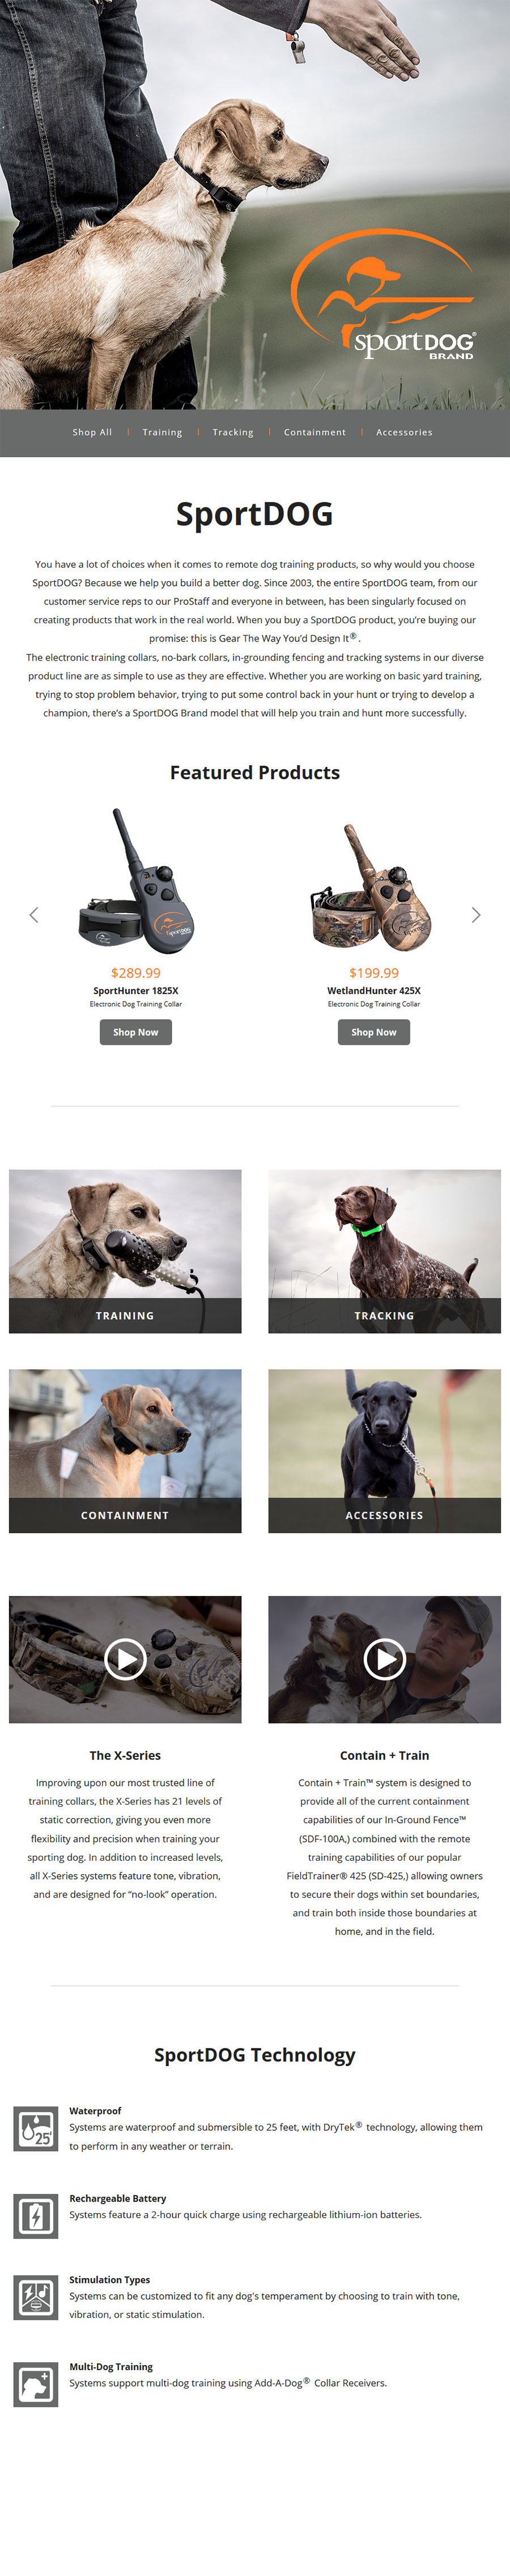 sportDOG®
BRAND
Shop All | Training | Tracking | Containment | Accessories
SportDOG
You have a lot of choices when it comes to remote dog training products, so why would you choose
SportDOG? Because we help you build a better dog. Since 2003, the entire SportDOG team, from our
customer service reps to our ProStaff and everyone in between, has been singularly focused on
creating products that work in the real world. When you buy a SportDOG product, you’re buying our
promise: this is Gear The Way You’d Design It®.
The electronic training collars, no-bark collars, in-grounding fencing and tracking systems in our diverse
product line are as simple to use as they are effective. Whether you are working on basic yard training,
trying to stop problem behavior, trying to put some control back in your hunt or trying to develop a
champion, there’s a SportDOG Brand model that will help you train and hunt more successfully.
Featured Products
$289.99
SportHunter 1825X
Electronic Dog Training Collar
Shop Now
$199.99
WetlandHunter 425X
Electronic Dog Training Collar
Shop Now
TRAINING
TRACKING
CONTAINMENT
ACCESSORIES
The X-Series
Improving upon our most trusted line of
training collars, the X-Series has 21 levels of
static correction, giving you even more
flexibility and precision when training your
sporting dog. In addition to increased levels,
all X-Series systems feature tone, vibration,
and are designed for “no-look” operation.
Contain + Train
Contain + Train™ system is designed to
provide all of the current containment
capabilities of our In-Ground Fence™
(SDF-100A,) combined with the remote
training capabilities of our popular
FieldTrainer® 425 (SD-425,) allowing owners
to secure their dogs within set boundaries,
and train both inside those boundaries at
home, and in the field.
SportDOG Technology
25'
Waterproof
Systems are waterproof and submersible to 25 feet, with DryTek® technology, allowing them
to perform in any weather or terrain.
Rechargeable Battery
Systems feature a 2-hour quick charge using rechargeable lithium-ion batteries.
Stimulation Types
Systems can be customized to fit any dog's temperament by choosing to train with tone,
vibration, or static stimulation.
Multi-Dog Training
Systems support multi-dog training using Add-A-Dog® Collar Receivers.